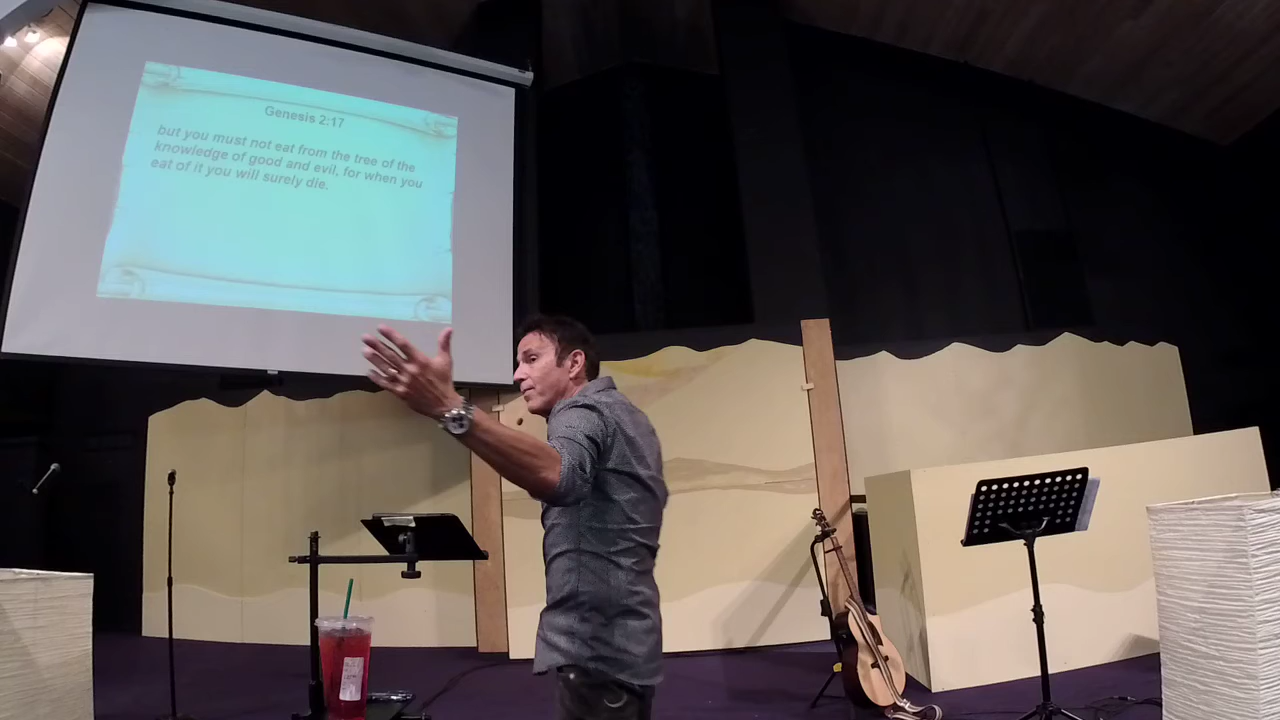 Genesis 2:17
but you must not eat from the tree of the
knowledge of good and evil, for when you
eat of it you will surely die.